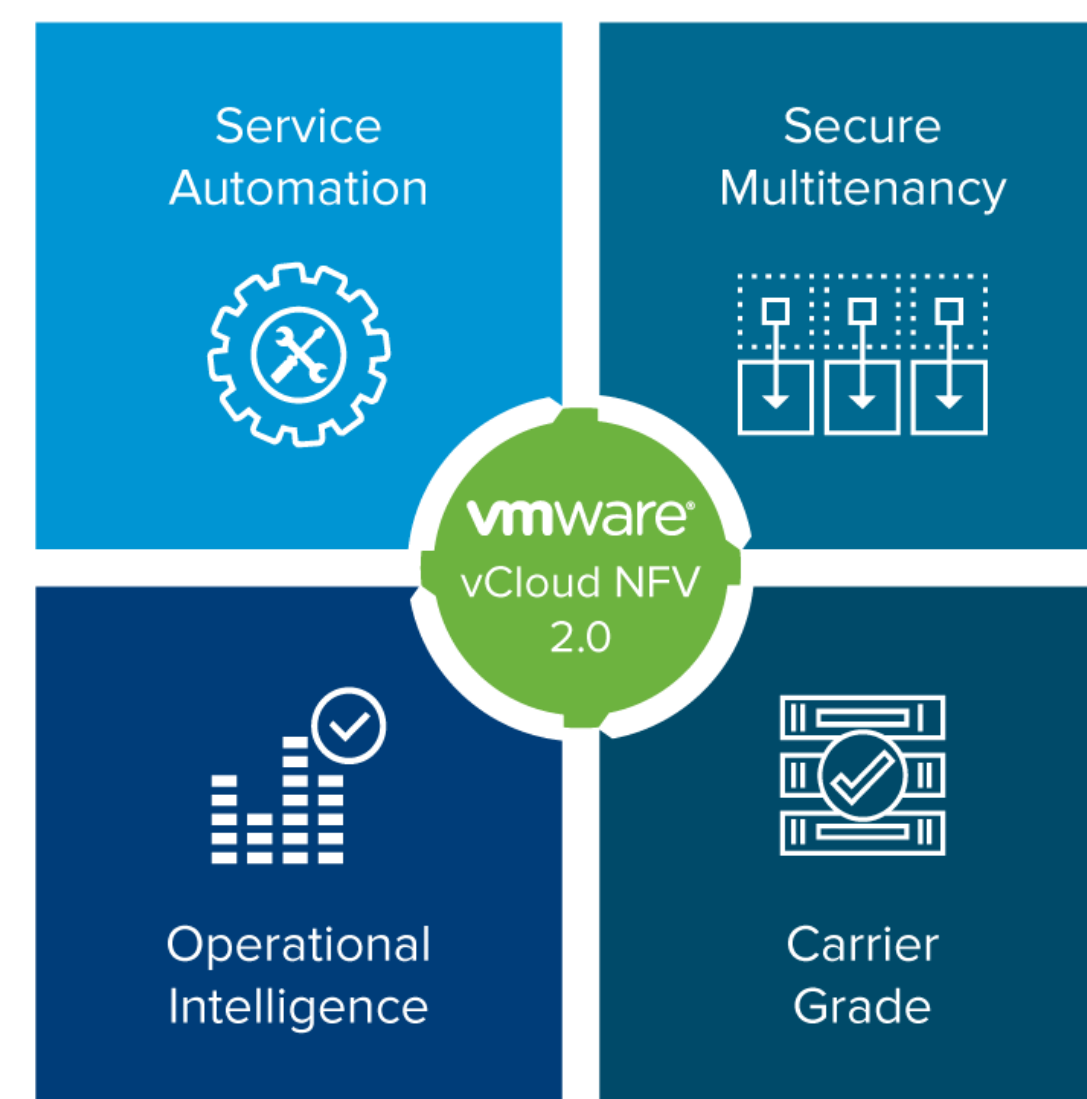 Service
Automation
Secure
Multitenancy
vmware®
vCloud NFV
2.0
Operational
Intelligence
Carrier
Grade